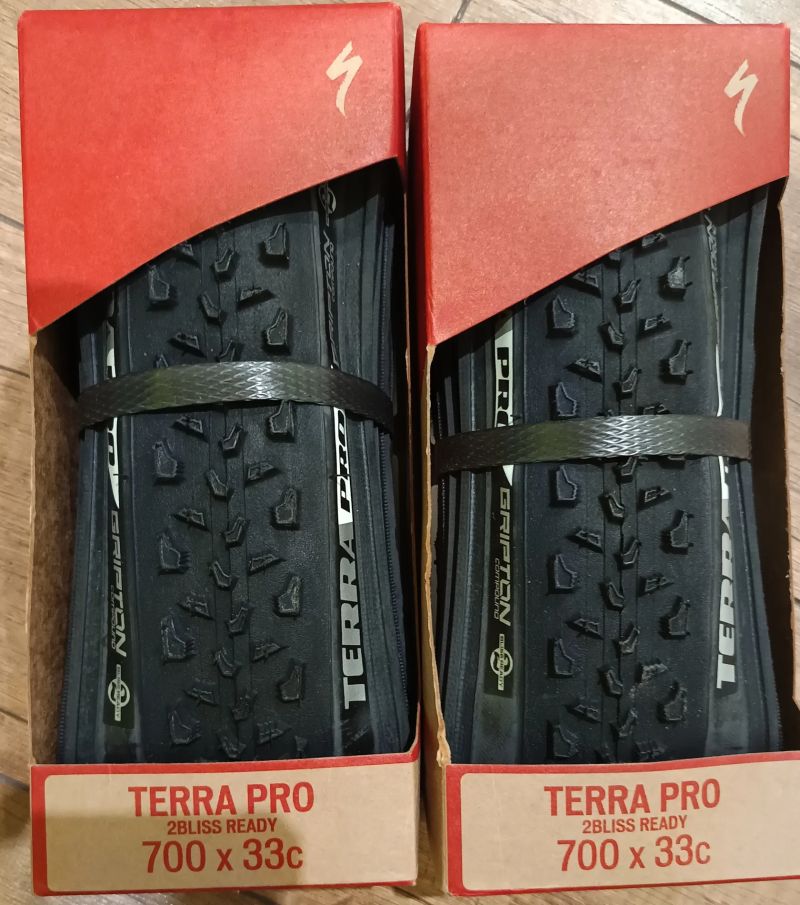 PRO
GRIPTON
TERRA PRO
TERRA PRO
2BLISS READY
700 x 33c
PRO
GRIPTON
COMPOUND
TERRA
TERRA PRO
2BLISS READY
700 x 33c